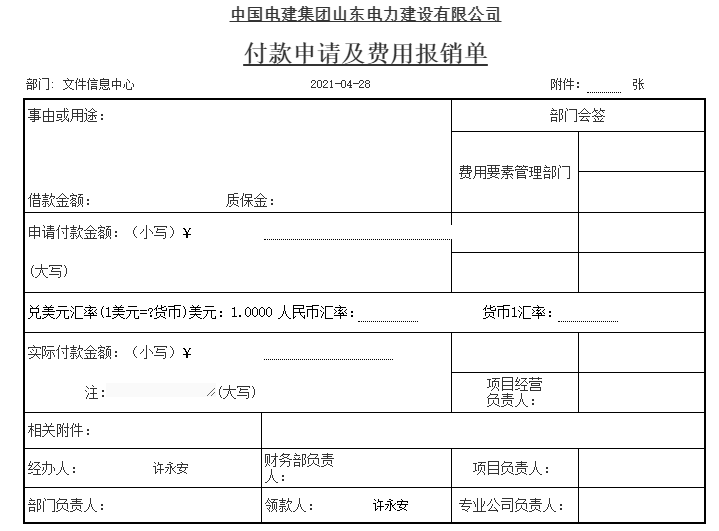 中国电建集团山东电力建设有限公司
付款申请及费用报销单
部门: 文件信息中心 2021-04-28 附件: 张
事由或用途: 部门会签
费用要素管理部门
借款金额: 质保金:
申请付款金额:（小写）¥
(大写)
兑美元汇率(1美元=?货币)美元: 1.0000 人民币汇率: 货币1汇率:
实际付款金额:（小写）¥
注: (大写) 项目经营
负责人:
相关附件:
经办人: 许永安 财务部负责
人: 项目负责人:
部门负责人: 领款人: 许永安 专业公司负责人: